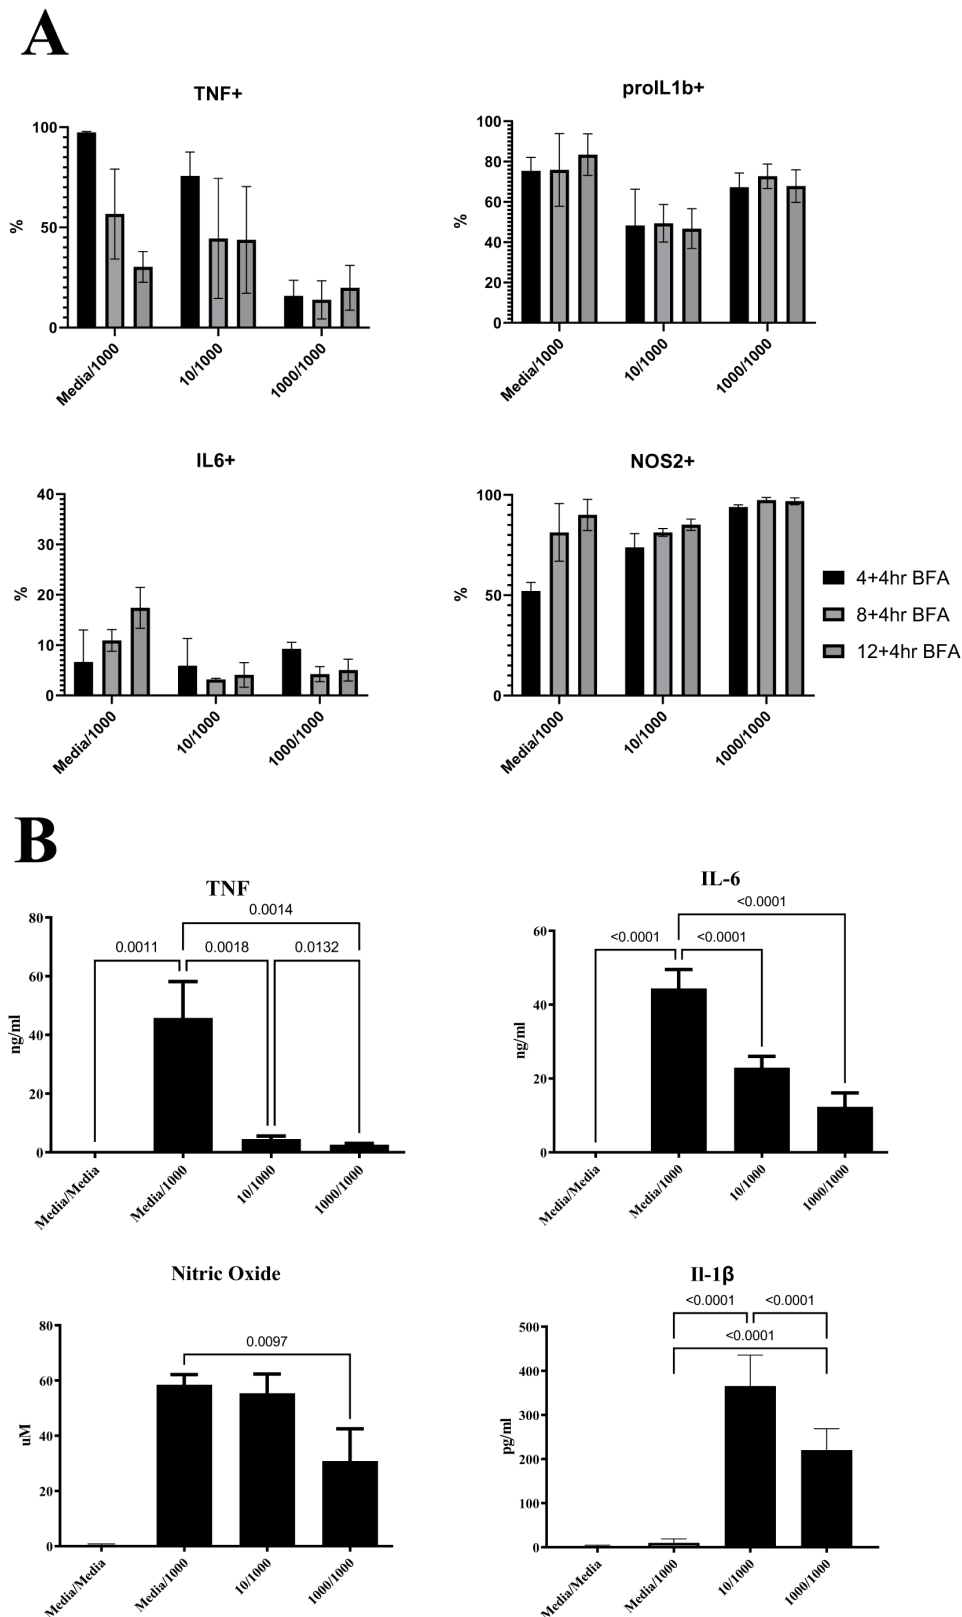 A
TNF+
100
50
0
%
Media/1000
10/1000
1000/1000
proIL1b+
100
80
60
40
20
0
%
Media/1000
10/1000
1000/1000
IL6+
40
30
20
10
0
%
Media/1000
10/1000
1000/1000
NOS2+
100
50
0
%
Media/1000
10/1000
1000/1000
4+4hr BFA
8+4hr BFA
12+4hr BFA
B
TNF
0.0014
0.0011
0.0018
0.0132
80
60
40
20
0
ng/ml
Media/Media
Media/1000
10/1000
1000/1000
IL-6
<0.0001
<0.0001
<0.0001
60
40
20
0
ng/ml
Media/Media
Media/1000
10/1000
1000/1000
Nitric Oxide
0.0097
80
60
40
20
0
uM
Media/Media
Media/1000
10/1000
1000/1000
Il-1β
<0.0001
<0.0001
<0.0001
500
400
300
200
100
0
pg/ml
Media/Media
Media/1000
10/1000
1000/1000